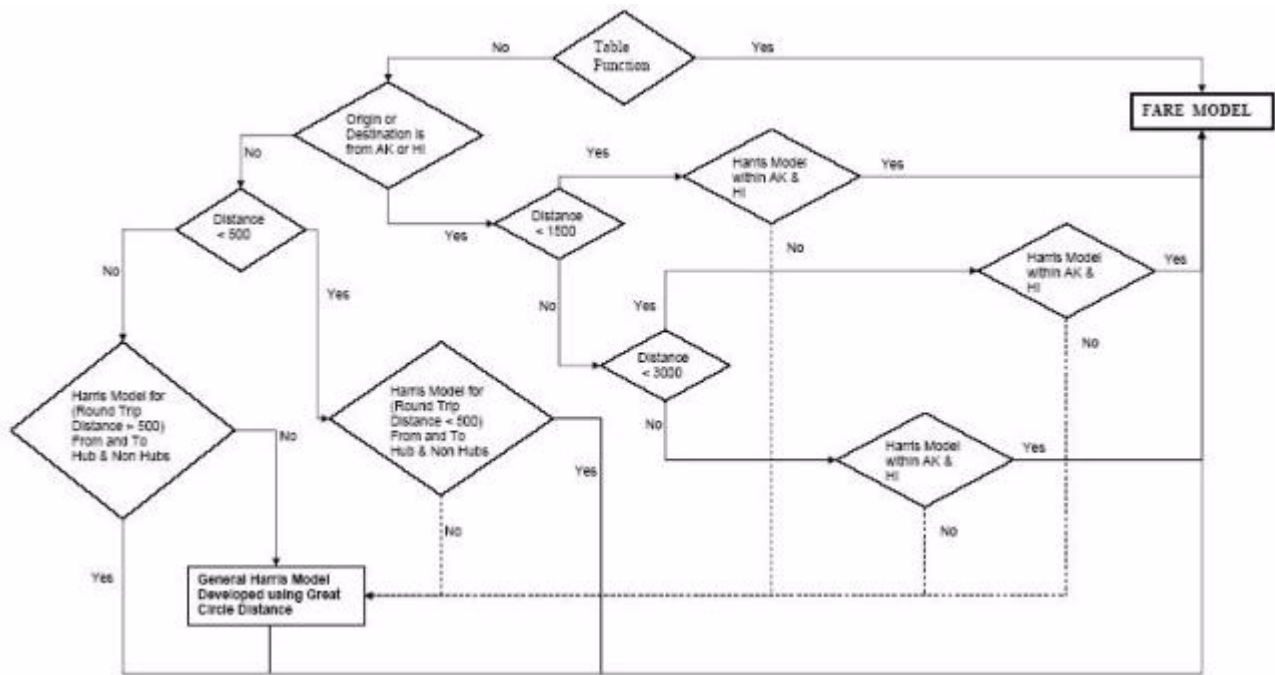 No
Table
Function
Yes
FARE MODEL
Origin or
Destination is
from AK or HI
No
Yes
Distance
< 500
No
Yes
Distance
< 1500
Yes
No
Harris Model
within AK &
HI
Yes
No
Harris Model
within AK &
HI
Yes
No
Distance
< 3000
Yes
No
Harris Model
within AK &
HI
Yes
No
Harris Model for
(Round Trip
Distance > 500)
From and To
Hub & Non Hubs
No
Yes
Harris Model for
(Round Trip
Distance < 500)
From and To
Hub & Non Hubs
Yes
No
General Harris Model
Developed using Great
Circle Distance